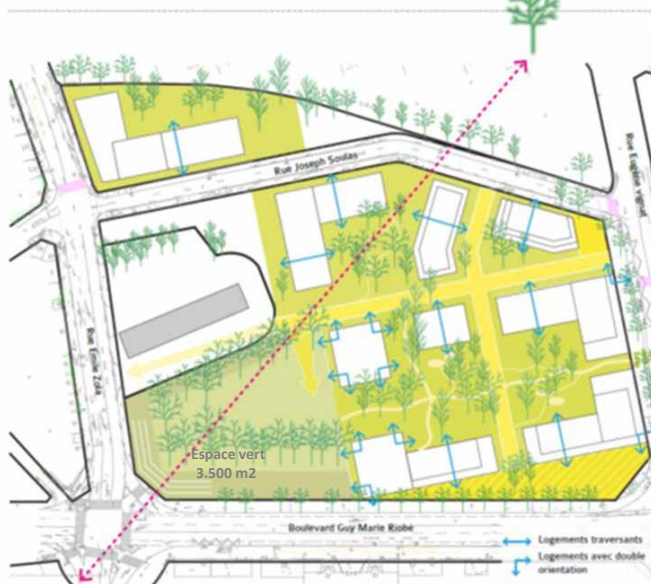 Rue Joseph Soulas
Rue Eugène Vignat
Rue Emile Zola
Espace vert
3.500 m2
Boulevard Guy Marie Riobé
Logements traversants
Logements avec double
orientation